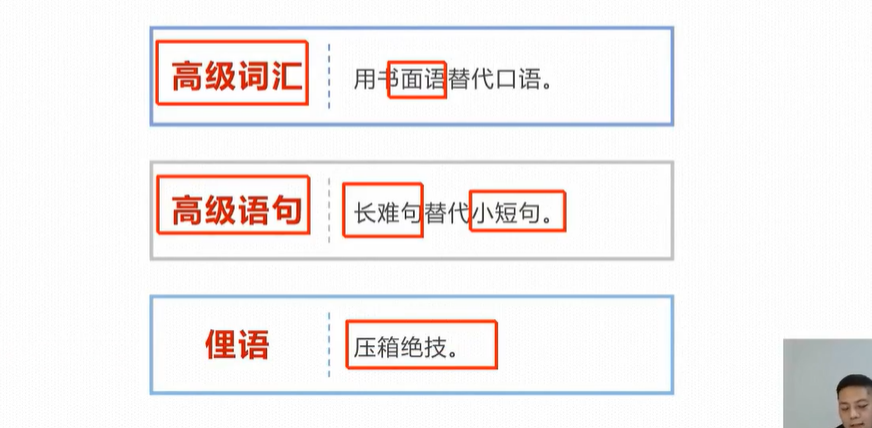 高级词汇
用书面语替代口语。
高级语句
长难句替代小短句。
俚语
压箱绝技。